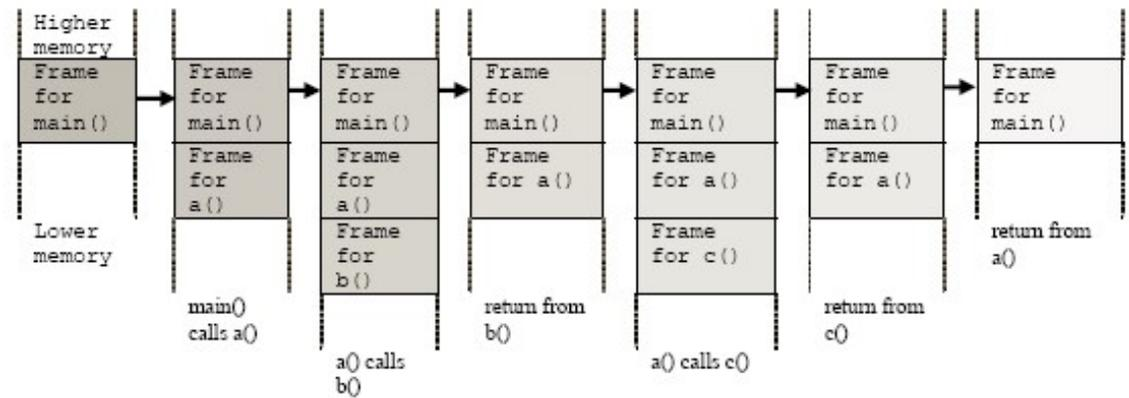 Higher
memory
Frame
for
main()
Lower
memory
Frame
for
main()
Frame
for
a()
main()
calls a()
Frame
for
main()
Frame
for
a()
Frame
for
b()
a() calls
b()
Frame
for
main()
Frame
for a()
return from
b()
Frame
for
main()
Frame
for a()
Frame
for c()
a() calls c()
Frame
for
main()
Frame
for a()
return from
c()
Frame
for
main()
return from
a()